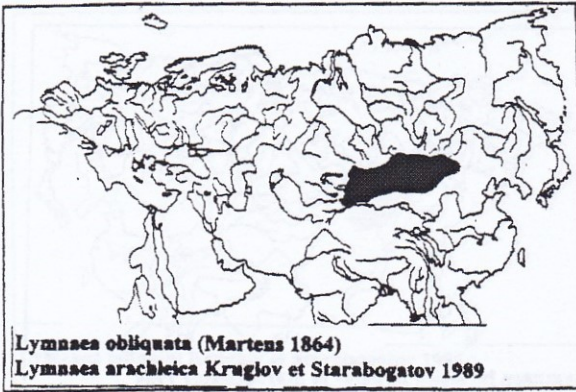 Lymnaea obliquata (Martens 1864)
Lymnaea arachleica Kruglov et Starabogatov 1989